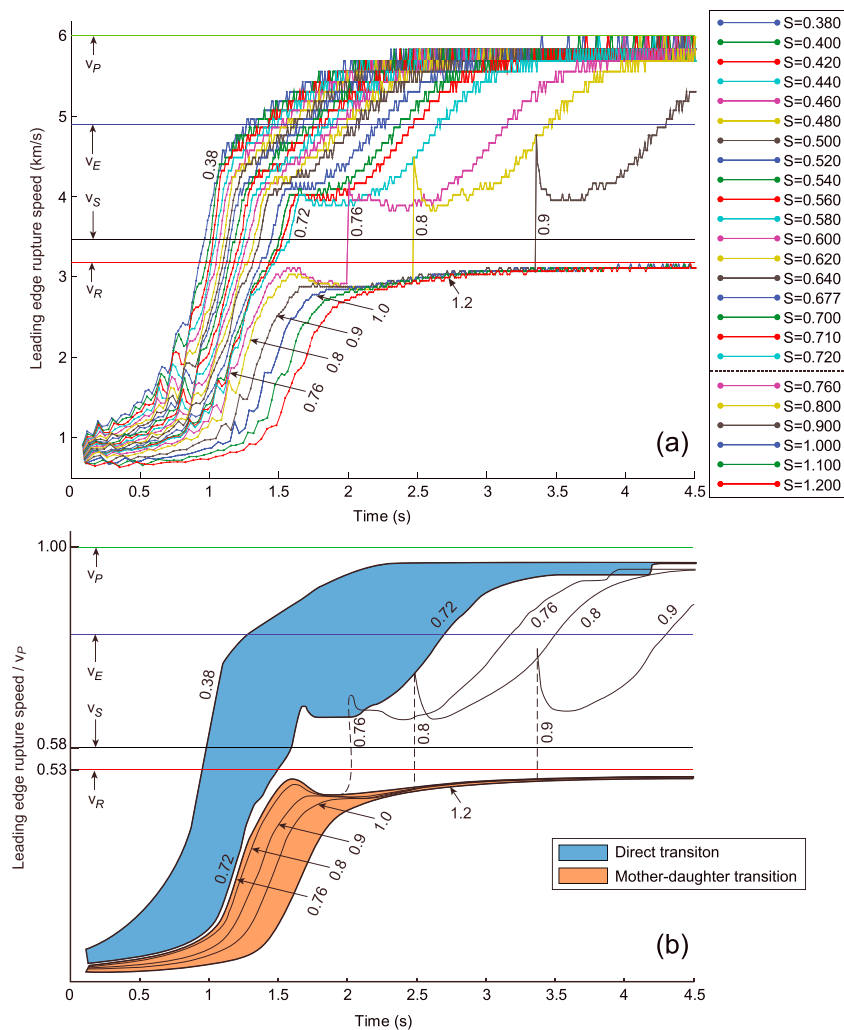 6
5
4
3
2
1
v_P
v_E
v_S
v_R
Leading edge rupture speed (km/s)
0.38
0.72
0.76
0.8
0.9
1.0
0.9
0.8
0.76
1.2
(a)
0
0.5
1
1.5
2
2.5
3
3.5
4
4.5
Time (s)
S=0.380
S=0.400
S=0.420
S=0.440
S=0.460
S=0.480
S=0.500
S=0.520
S=0.540
S=0.560
S=0.580
S=0.600
S=0.620
S=0.640
S=0.677
S=0.700
S=0.710
S=0.720
S=0.760
S=0.800
S=0.900
S=1.000
S=1.100
S=1.200
1.00
0.58
0.53
v_P
v_E
v_S
v_R
Leading edge rupture speed / v_P
0.38
0.72
0.76
0.8
0.9
0.76
0.8
0.9
0.72
1.0
0.9
0.8
0.76
1.2
Direct transiton
Mother-daughter transition
(b)
0
0.5
1
1.5
2
2.5
3
3.5
4
4.5
Time (s)